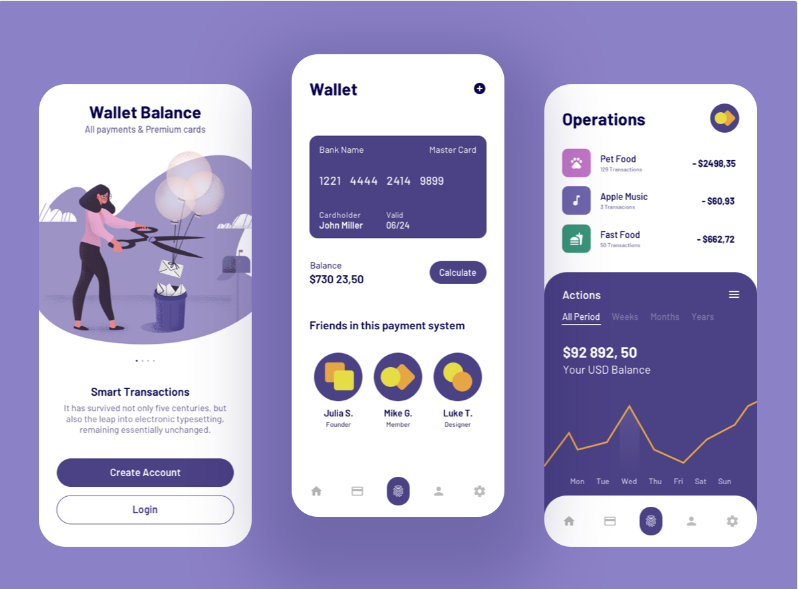 Wallet Balance
All payments & Premium cards
Smart Transactions
It has survived not only five centuries, but
also the leap into electronic typesetting,
remaining essentially unchanged.
Create Account
Login
Wallet
Bank Name Master Card
1221 4444 2414 9899
Cardholder Valid
John Miller 06/24
Balance
$730 23,50
Calculate
Friends in this payment system
Julia S. Mike G. Luke T.
Founder Member Designer
Operations
Pet Food - $2498,35
129 Transactions
Apple Music - $60,93
3 Transacions
Fast Food - $662,72
50 Transactions
Actions
All Period Weeks Months Years
$92 892, 50
Your USD Balance
Mon Tue Wed Thu Fri Sat Sun